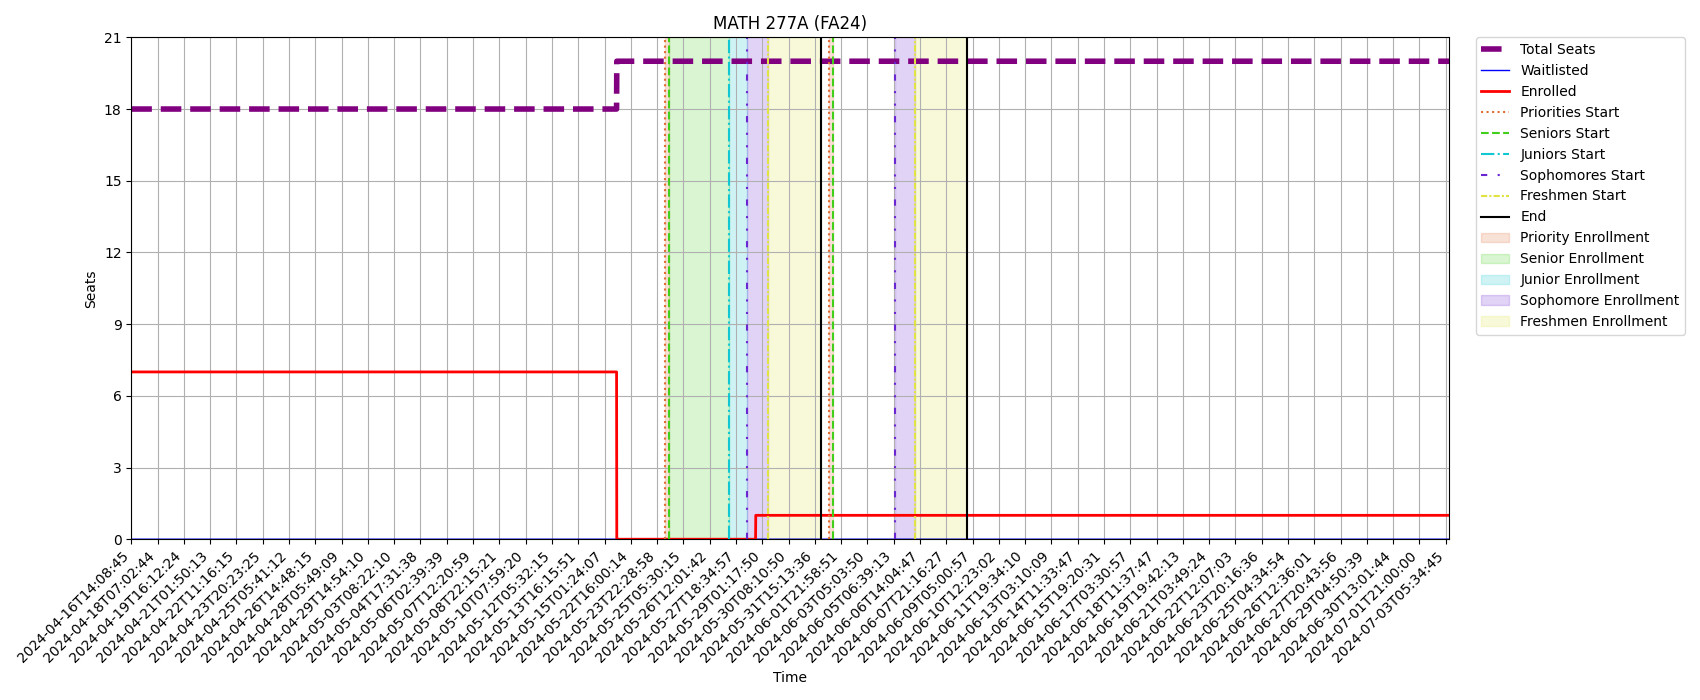 MATH 277A (FA24)
21
18
15
12
9
6
3
0
Seats
2024-04-16T14:08:45
2024-04-18T07:02:44
2024-04-19T16:12:24
2024-04-21T01:50:13
2024-04-22T11:16:15
2024-04-23T20:23:25
2024-04-25T05:41:12
2024-04-26T14:48:15
2024-04-28T05:49:09
2024-04-29T14:54:10
2024-05-03T08:22:10
2024-05-04T17:31:38
2024-05-06T02:39:39
2024-05-07T12:20:59
2024-05-08T22:15:21
2024-05-10T07:59:20
2024-05-12T05:32:15
2024-05-13T16:15:51
2024-05-15T01:24:07
2024-05-22T16:00:14
2024-05-23T22:28:58
2024-05-25T05:30:15
2024-05-26T12:01:42
2024-05-27T18:34:57
2024-05-29T01:17:50
2024-05-30T08:10:50
2024-05-31T15:13:36
2024-06-01T21:58:51
2024-06-03T05:03:50
2024-06-05T06:39:13
2024-06-06T14:04:47
2024-06-07T21:16:27
2024-06-09T05:00:57
2024-06-10T12:23:02
2024-06-11T19:34:10
2024-06-13T03:10:09
2024-06-14T11:33:47
2024-06-15T19:20:31
2024-06-17T03:30:57
2024-06-18T11:37:47
2024-06-19T19:42:13
2024-06-21T03:49:24
2024-06-22T12:07:03
2024-06-23T20:16:36
2024-06-25T04:34:54
2024-06-26T12:36:01
2024-06-27T20:43:56
2024-06-29T04:50:39
2024-06-30T13:01:44
2024-07-01T21:00:00
2024-07-03T05:34:45
Time
Total Seats
Waitlisted
Enrolled
Priorities Start
Seniors Start
Juniors Start
Sophomores Start
Freshmen Start
End
Priority Enrollment
Senior Enrollment
Junior Enrollment
Sophomore Enrollment
Freshmen Enrollment